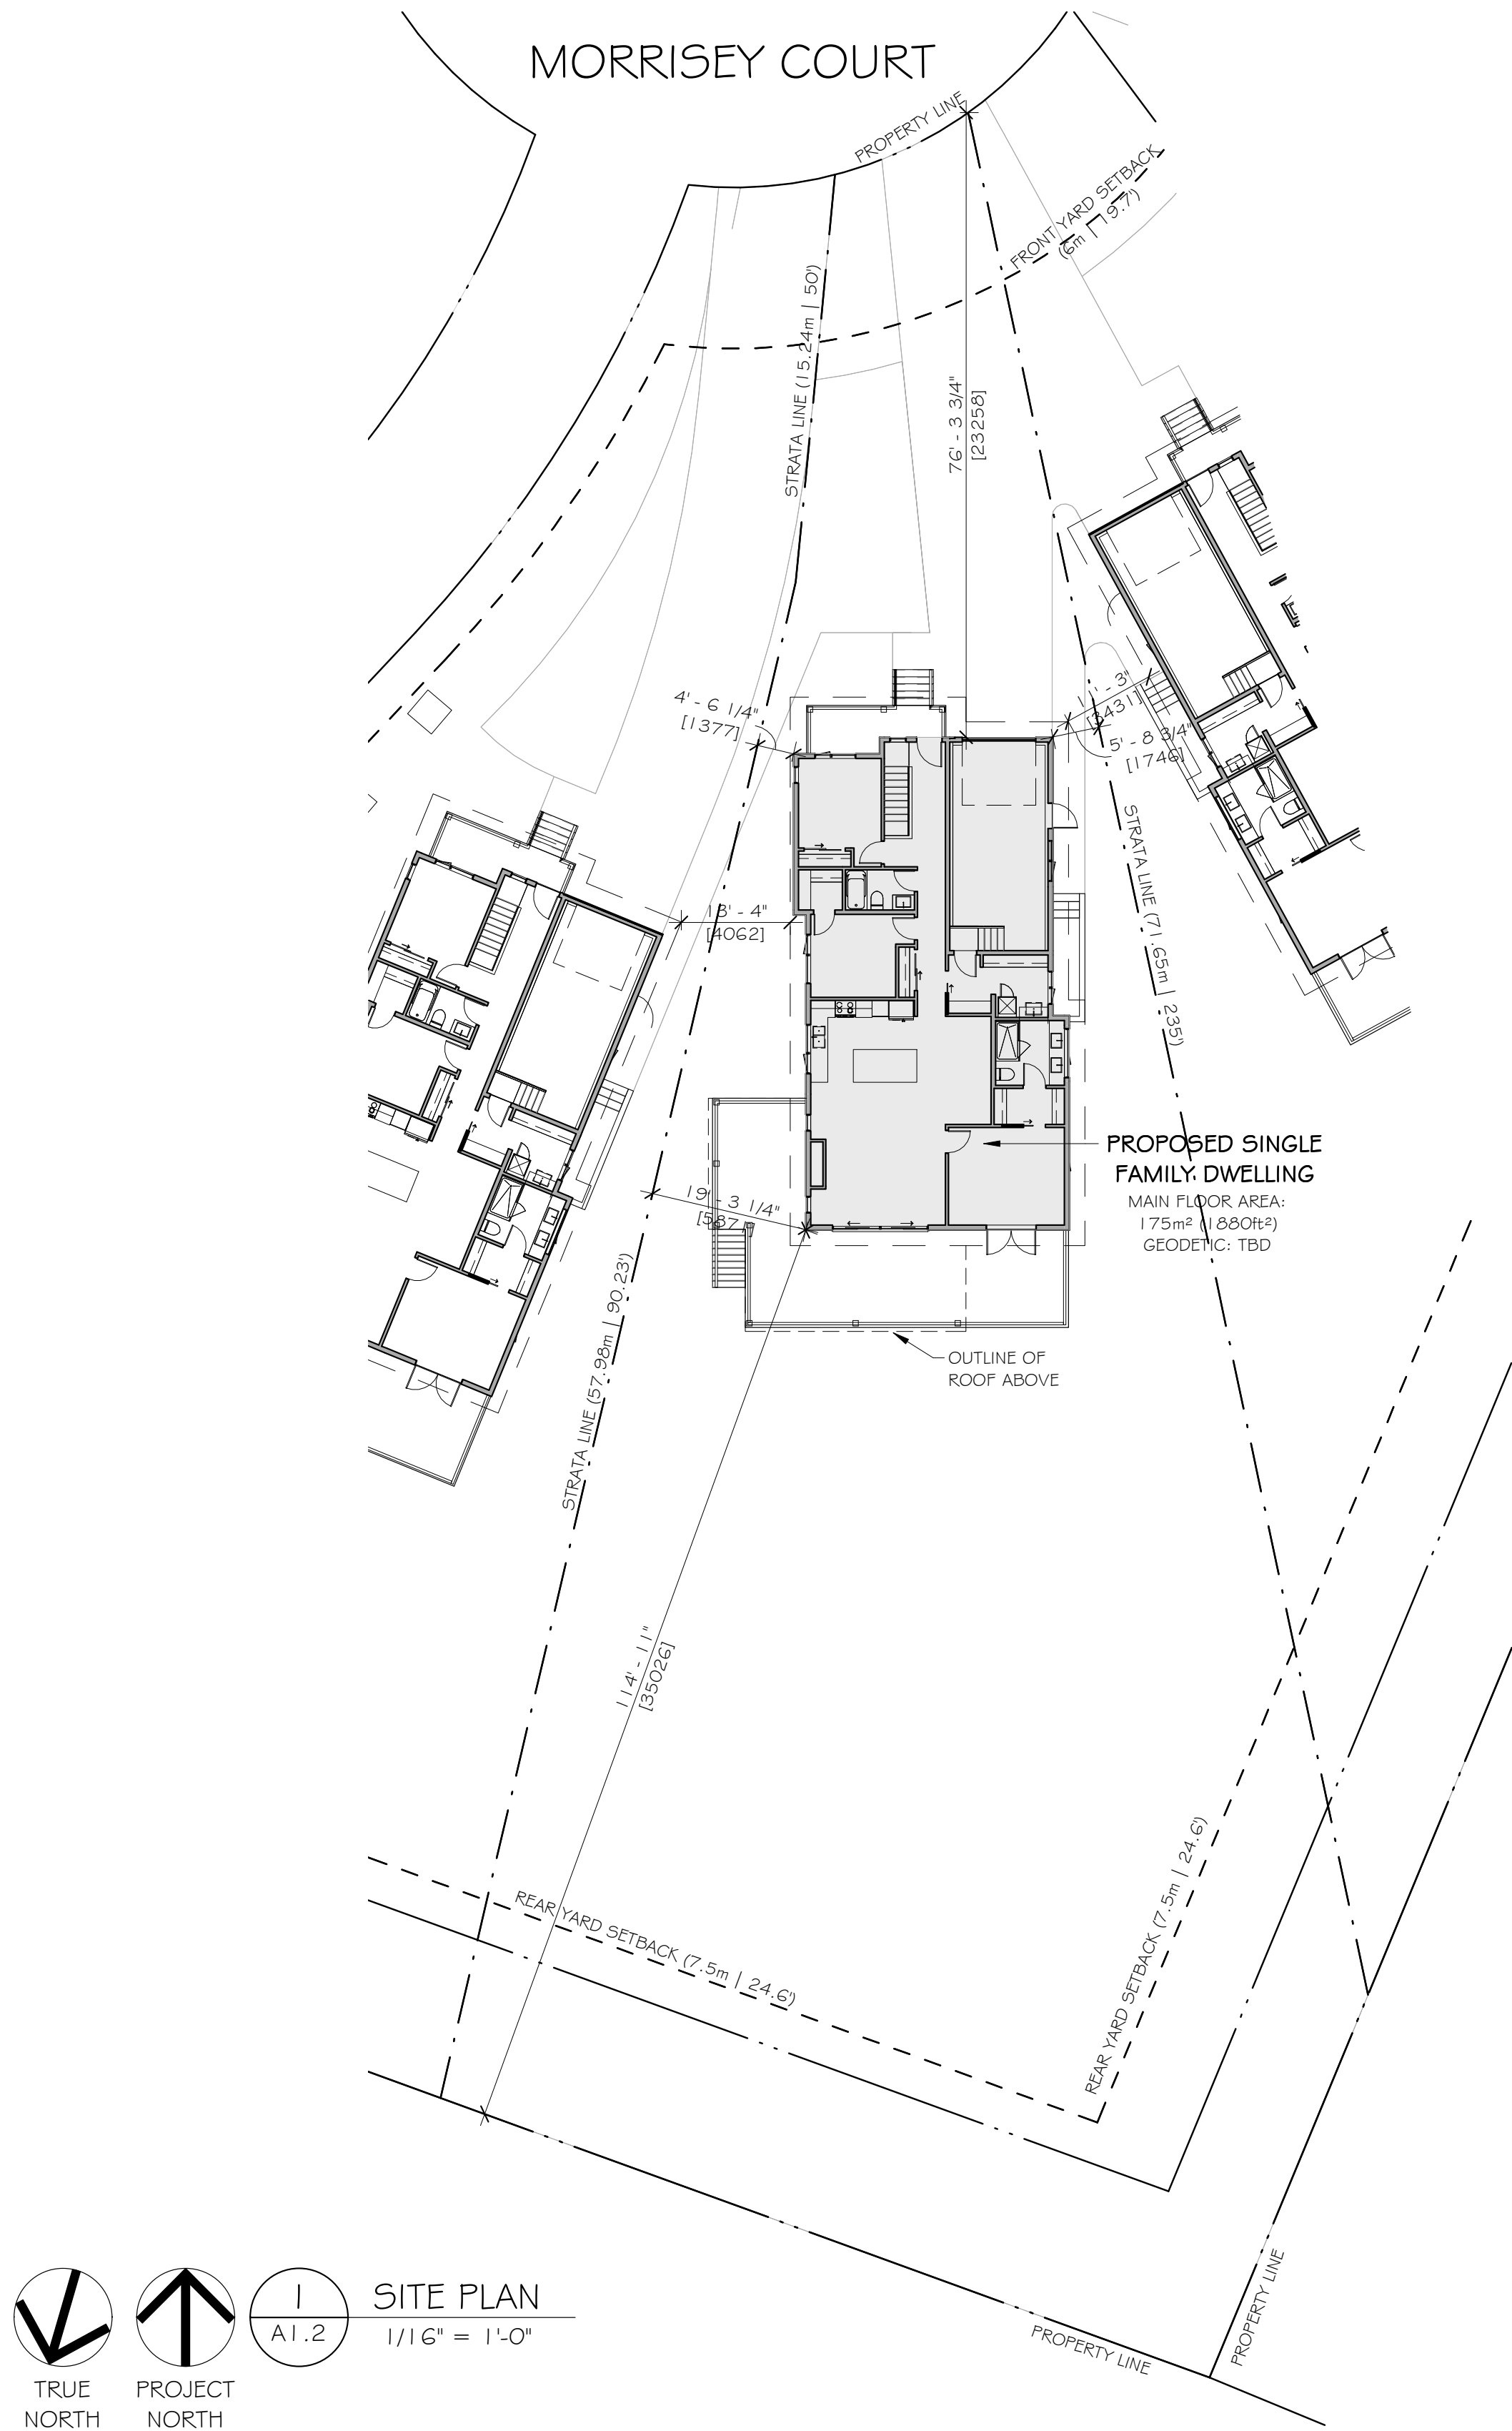 MORRISEY COURT
PROPERTY LINE
FRONT YARD SETBACK
(6m | 19.7')
STRATA LINE (15.24m | 50')
76' - 3 3/4"
[23258]
4' - 6 1/4"
[1377]
11' - 3"
[3431]
5' - 8 3/4"
[1746]
STRATA LINE (71.65m | 235')
13' - 4"
[4062]
PROPOSED SINGLE
FAMILY DWELLING
MAIN FLOOR AREA:
175m² (1880ft²)
GEODETIC: TBD
19' - 3 1/4"
STRATA LINE (57.98m | 90.23')
OUTLINE OF
ROOF ABOVE
114' - 11"
[35026]
REAR YARD SETBACK (7.5m | 24.6')
REAR YARD SETBACK (7.5m | 24.6')
PROPERTY LINE
PROPERTY LINE
1
A1.2
SITE PLAN
1/16" = 1'-0"
TRUE
NORTH
PROJECT
NORTH